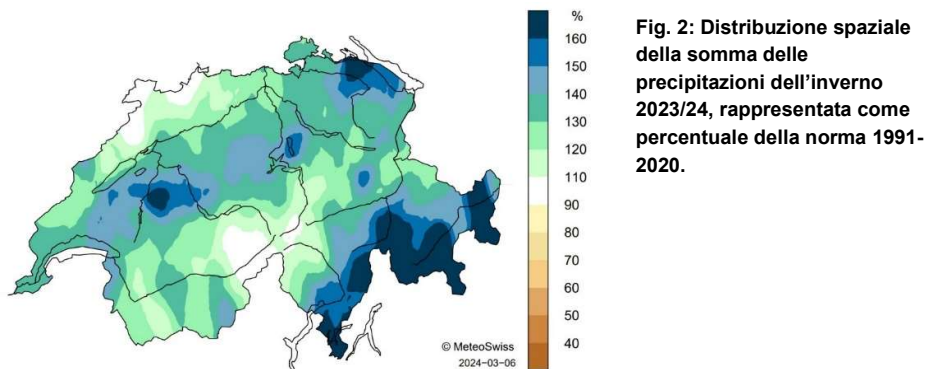 %
160
150
140
130
120
110
90
80
70
60
50
40
© MeteoSwiss
2024-03-06
Fig. 2: Distribuzione spaziale
della somma delle
precipitazioni dell'inverno
2023/24, rappresentata come
percentuale della norma 1991-
2020.